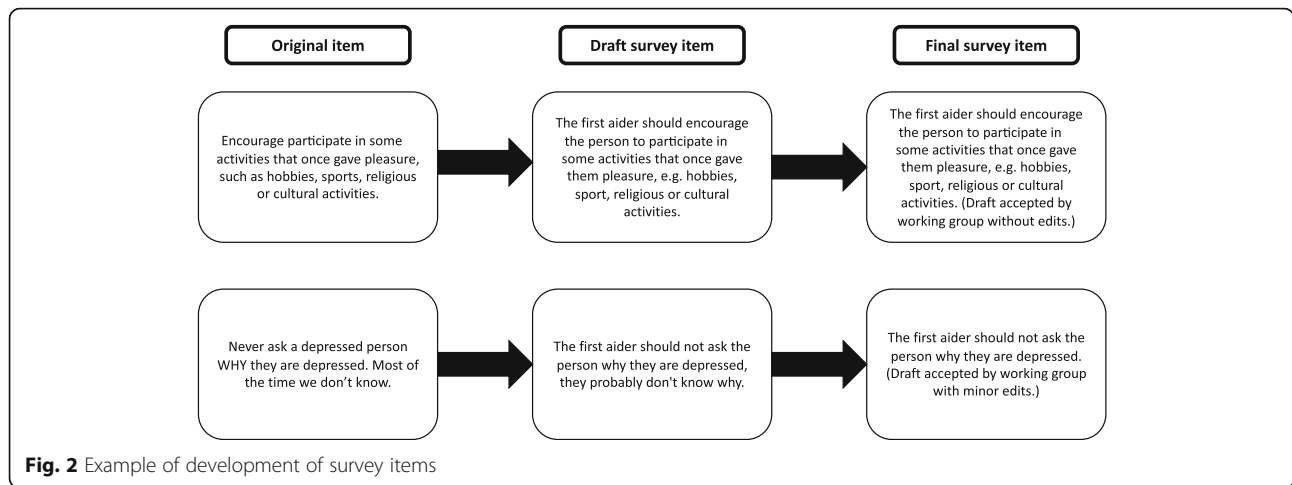 Original item
Draft survey item
Final survey item
Encourage participate in some
activities that once gave pleasure,
such as hobbies, sports, religious
or cultural activities.
The first aider should encourage
the person to participate in
some activities that once gave
them pleasure, e.g. hobbies,
sport, religious or cultural
activities.
The first aider should encourage
the person to participate in
some activities that once gave
them pleasure, e.g. hobbies,
sport, religious or cultural
activities. (Draft accepted by
working group without edits.)
Never ask a depressed person
WHY they are depressed. Most of
the time we don’t know.
The first aider should not ask the
person why they are depressed,
they probably don't know why.
The first aider should not ask the
person why they are depressed.
(Draft accepted by working group
with minor edits.)
Fig. 2 Example of development of survey items